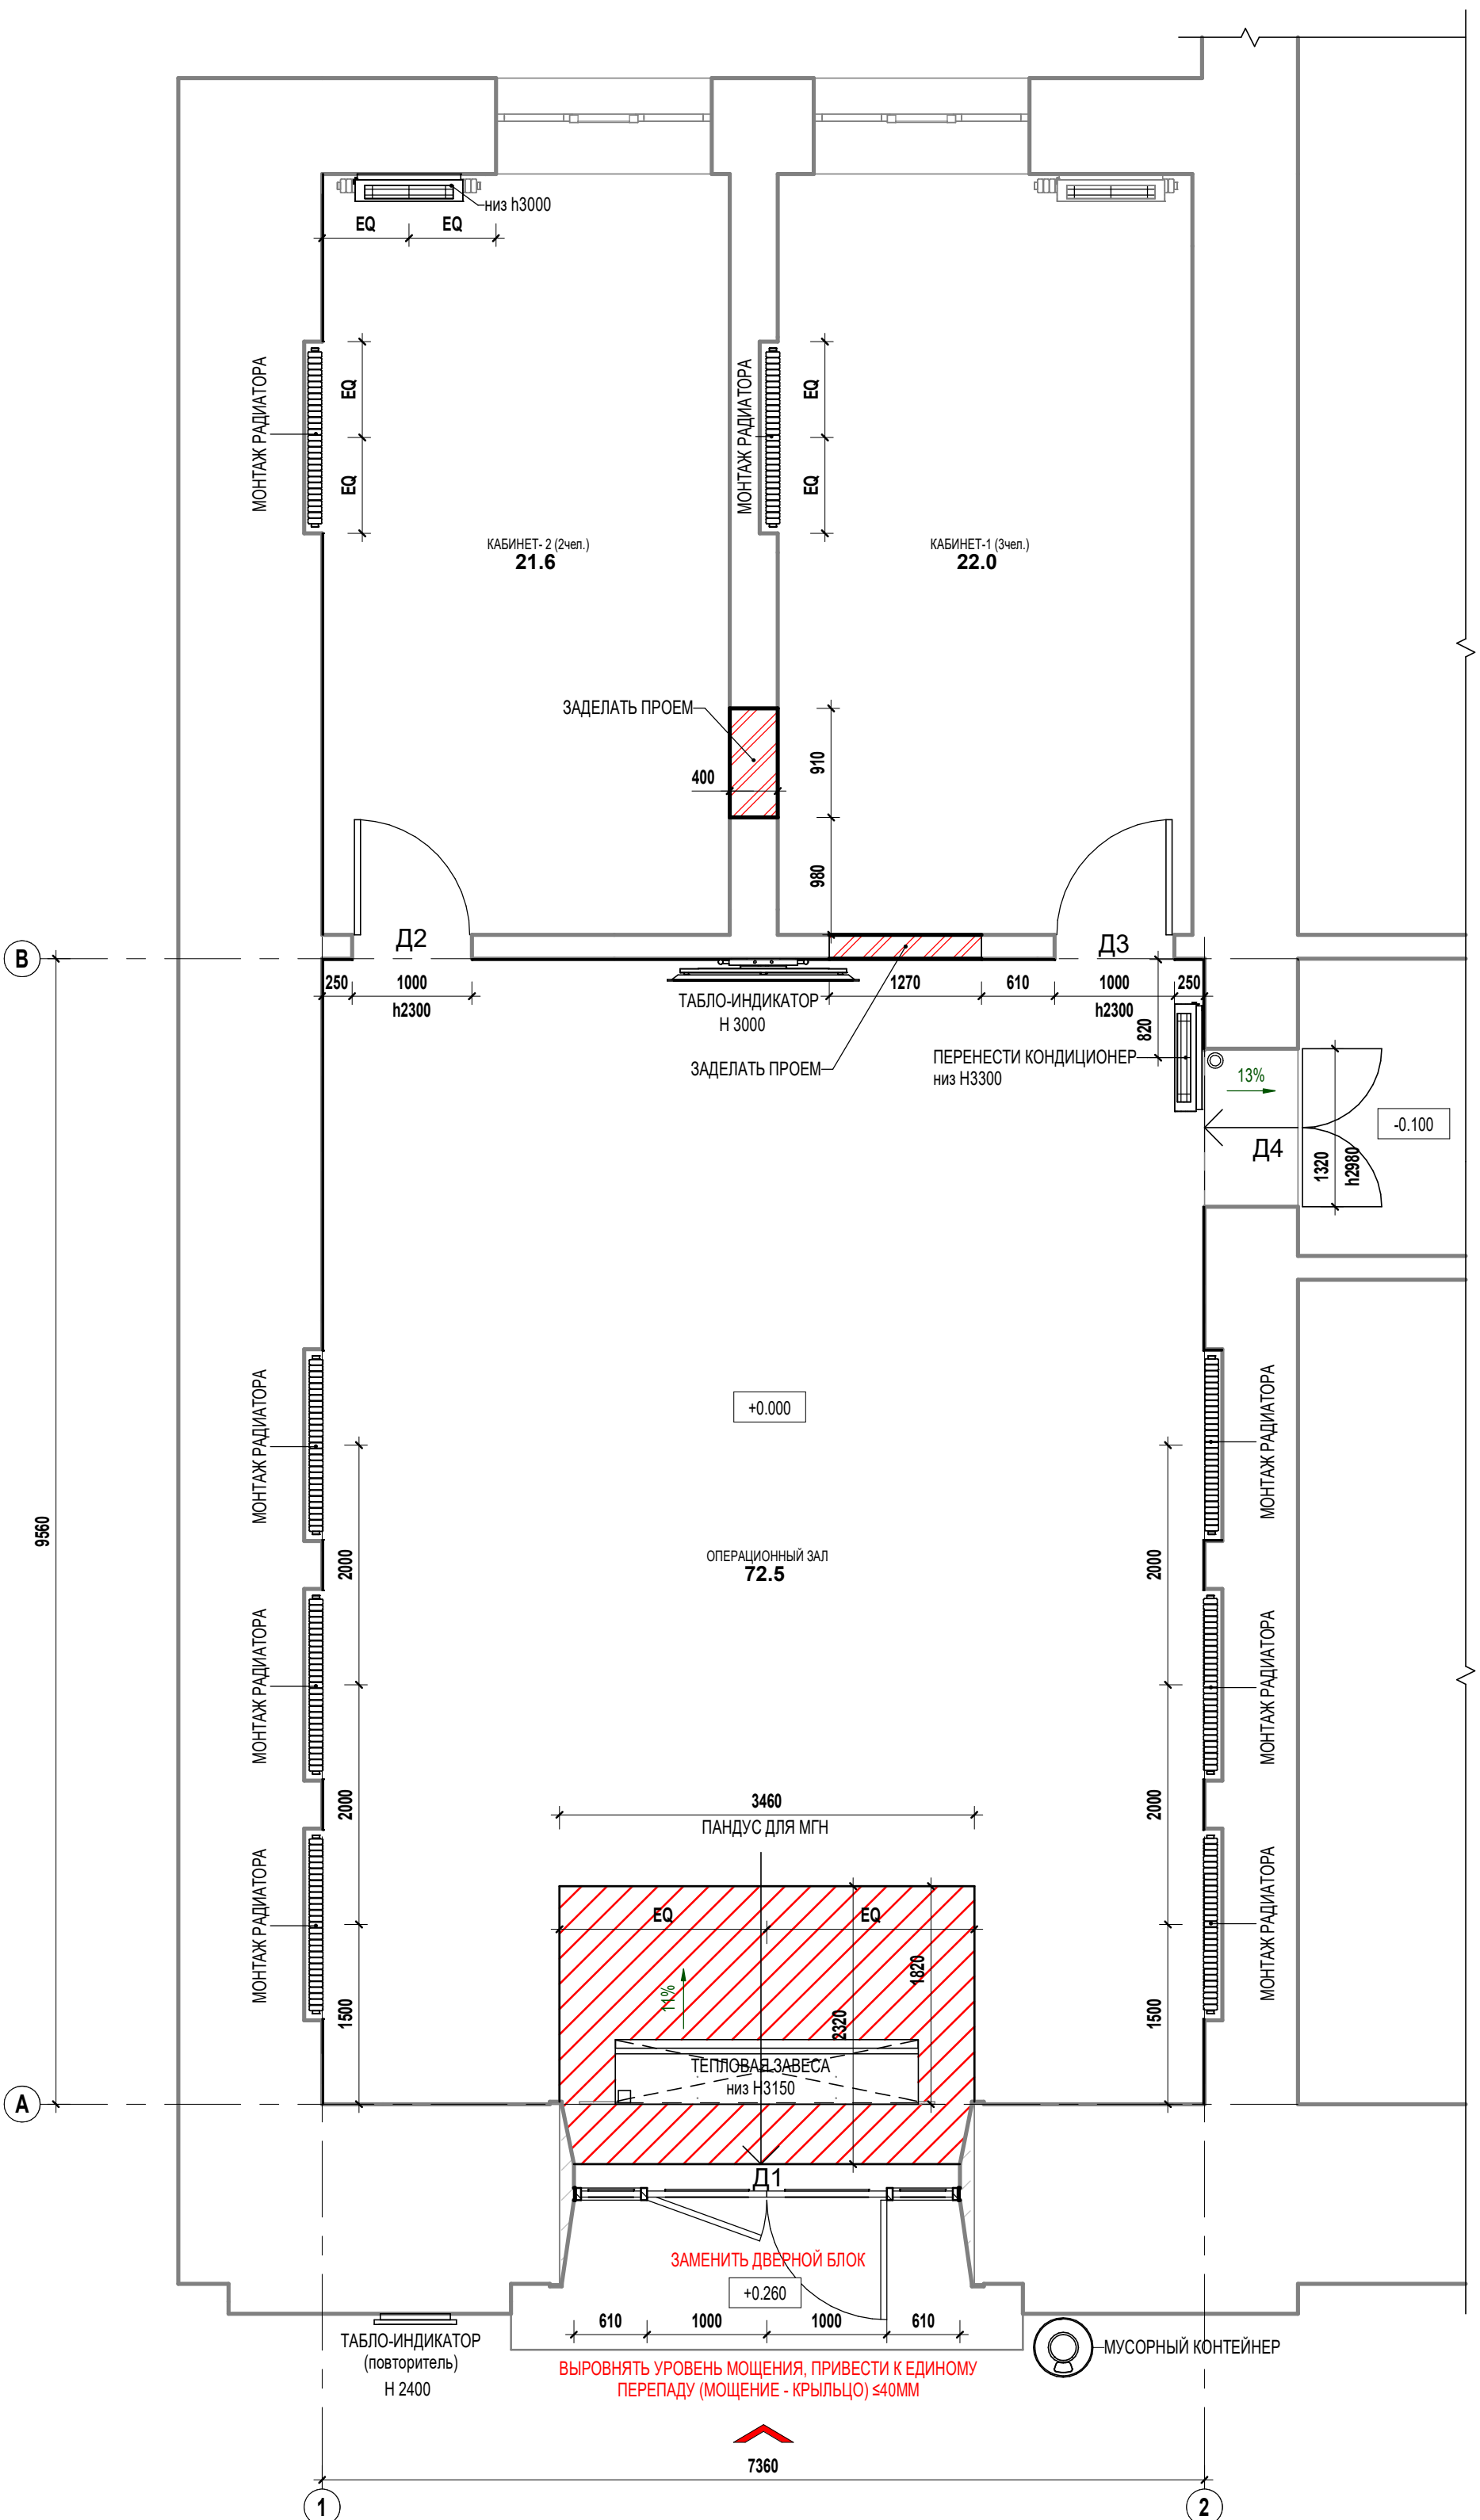 низ h3000
EQ
EQ
МОНТАЖ РАДИАТОРА
EQ
EQ
МОНТАЖ РАДИАТОРА
EQ
EQ
КАБИНЕТ- 2 (2чел.)
21.6
КАБИНЕТ-1 (3чел.)
22.0
ЗАДЕЛАТЬ ПРОЕМ
400
910
980
Д2
Д3
В
250
1000
h2300
ТАБЛО-ИНДИКАТОР
Н 3000
1270
610
1000
h2300
250
820
ЗАДЕЛАТЬ ПРОЕМ
ПЕРЕНЕСТИ КОНДИЦИОНЕР
низ Н3300
13%
-0.100
Д4
1320
h2980
МОНТАЖ РАДИАТОРА
+0.000
МОНТАЖ РАДИАТОРА
9560
2000
ОПЕРАЦИОННЫЙ ЗАЛ
72.5
2000
МОНТАЖ РАДИАТОРА
МОНТАЖ РАДИАТОРА
2000
3460
ПАНДУС ДЛЯ МГН
2000
МОНТАЖ РАДИАТОРА
EQ
EQ
МОНТАЖ РАДИАТОРА
1820
11%
1500
2320
1500
ТЕПЛОВАЯ ЗАВЕСА
низ Н3150
А
Д1
ЗАМЕНИТЬ ДВЕРНОЙ БЛОК
+0.260
610
1000
1000
610
ТАБЛО-ИНДИКАТОР
(повторитель)
Н 2400
МУСОРНЫЙ КОНТЕЙНЕР
ВЫРОВНЯТЬ УРОВЕНЬ МОЩЕНИЯ, ПРИВЕСТИ К ЕДИНОМУ
ПЕРЕПАДУ (МОЩЕНИЕ - КРЫЛЬЦО) ≤40ММ
7360
1
2